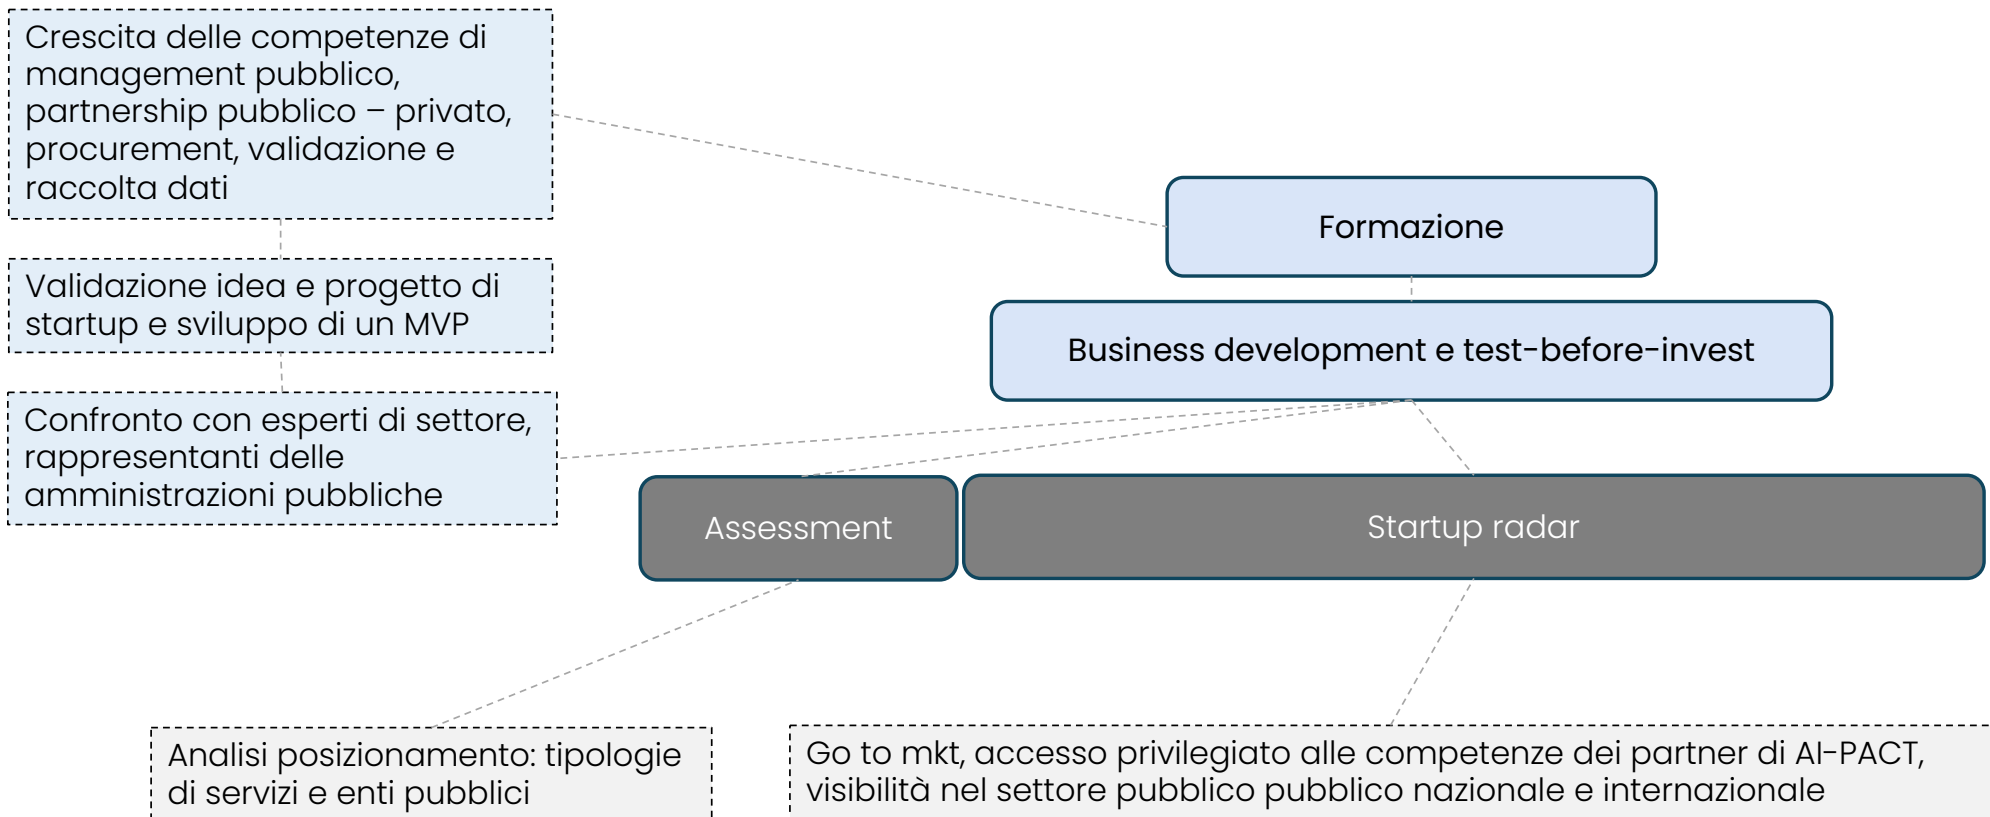 Crescita delle competenze di
management pubblico,
partnership pubblico – privato,
procurement, validazione e
raccolta dati
Formazione
Validazione idea e progetto di
startup e sviluppo di un MVP
Business development e test-before-invest
Confronto con esperti di settore,
rappresentanti delle
amministrazioni pubbliche
Assessment
Startup radar
Analisi posizionamento: tipologie
di servizi e enti pubblici
Go to mkt, accesso privilegiato alle competenze dei partner di AI-PACT,
visibilità nel settore pubblico pubblico nazionale e internazionale